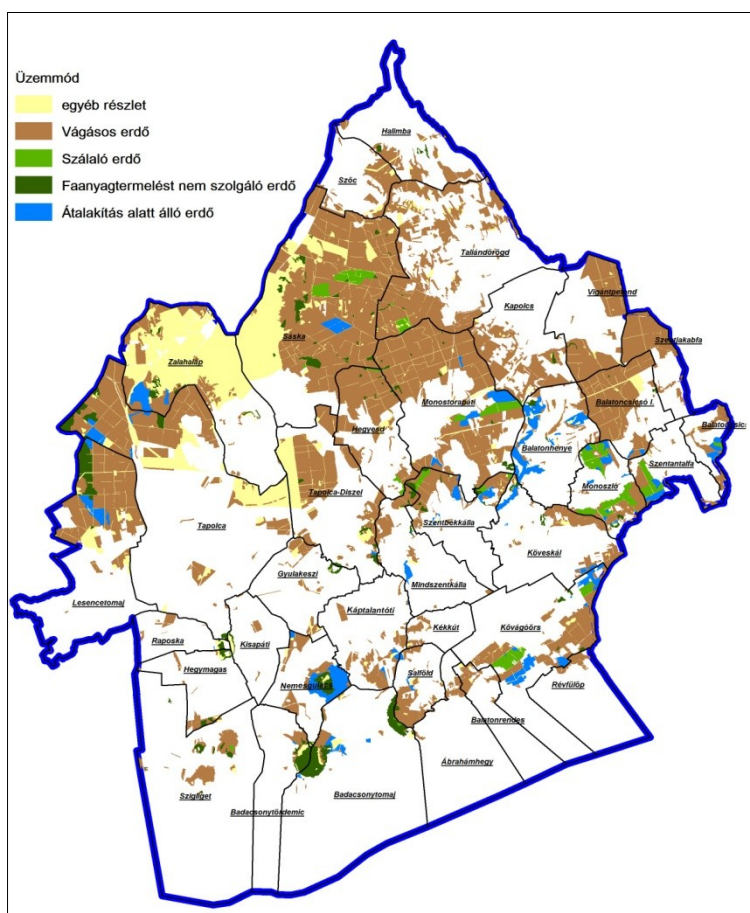 Üzemmód
egyéb részlet
Vágásos erdő
Szálaló erdő
Faanyagtermelést nem szolgáló erdő
Átalakítás alatt álló erdő
Halimba
Szőc
Taliándörögd
Kapolcs
Vigántpetend
Szentjakabfa
Sáska
Zalahaláp
Monostorapáti
Balatoncsicsó I.
Hegyesd
Balatonhenye
Szentantalfa
Monoszló
Tapolca-Diszel
Tapolca
Szentbékkálla
Köveskál
Gyulakeszi
Mindszentkálla
Lesencetomaj
Káptalantóti
Kékkút
Kővágóörs
Raposka
Kisapáti
Hegymagas
Salföld
Nemesgulács
Révfülöp
Balatonrendes
Ábrahámhegy
Szigliget
Badacsonytomaj
Badacsonytördemic